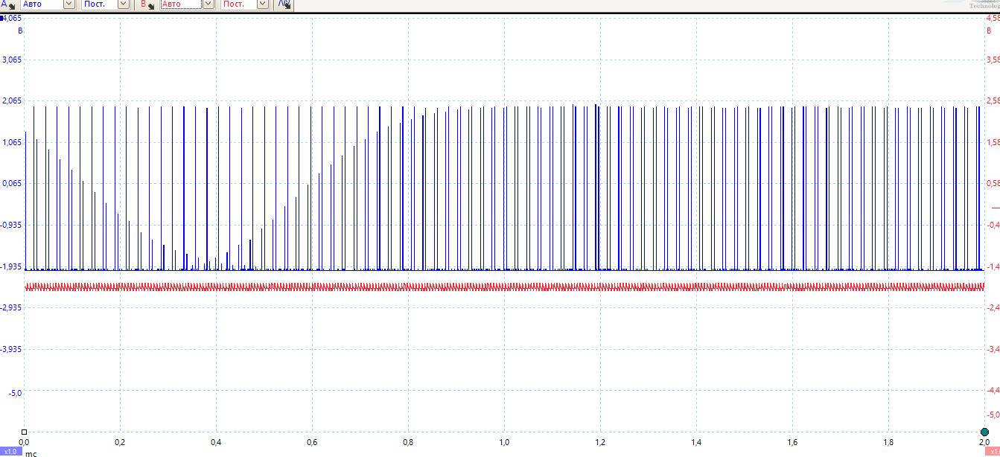 A Авто Пост. B Авто Пост.
Technolog
4,065 4,58
В В
3,065 3,58
2,065 2,58
1,065 1,58
0,065 0,58
-0,935 -0,4
-1,935 -1,4
-2,935 -2,4
-3,935 -3,4
-4,4
-5,0 -5,0
0,0 0,2 0,4 0,6 0,8 1,0 1,2 1,4 1,6 1,8 2,0
x1.0 мс x1.